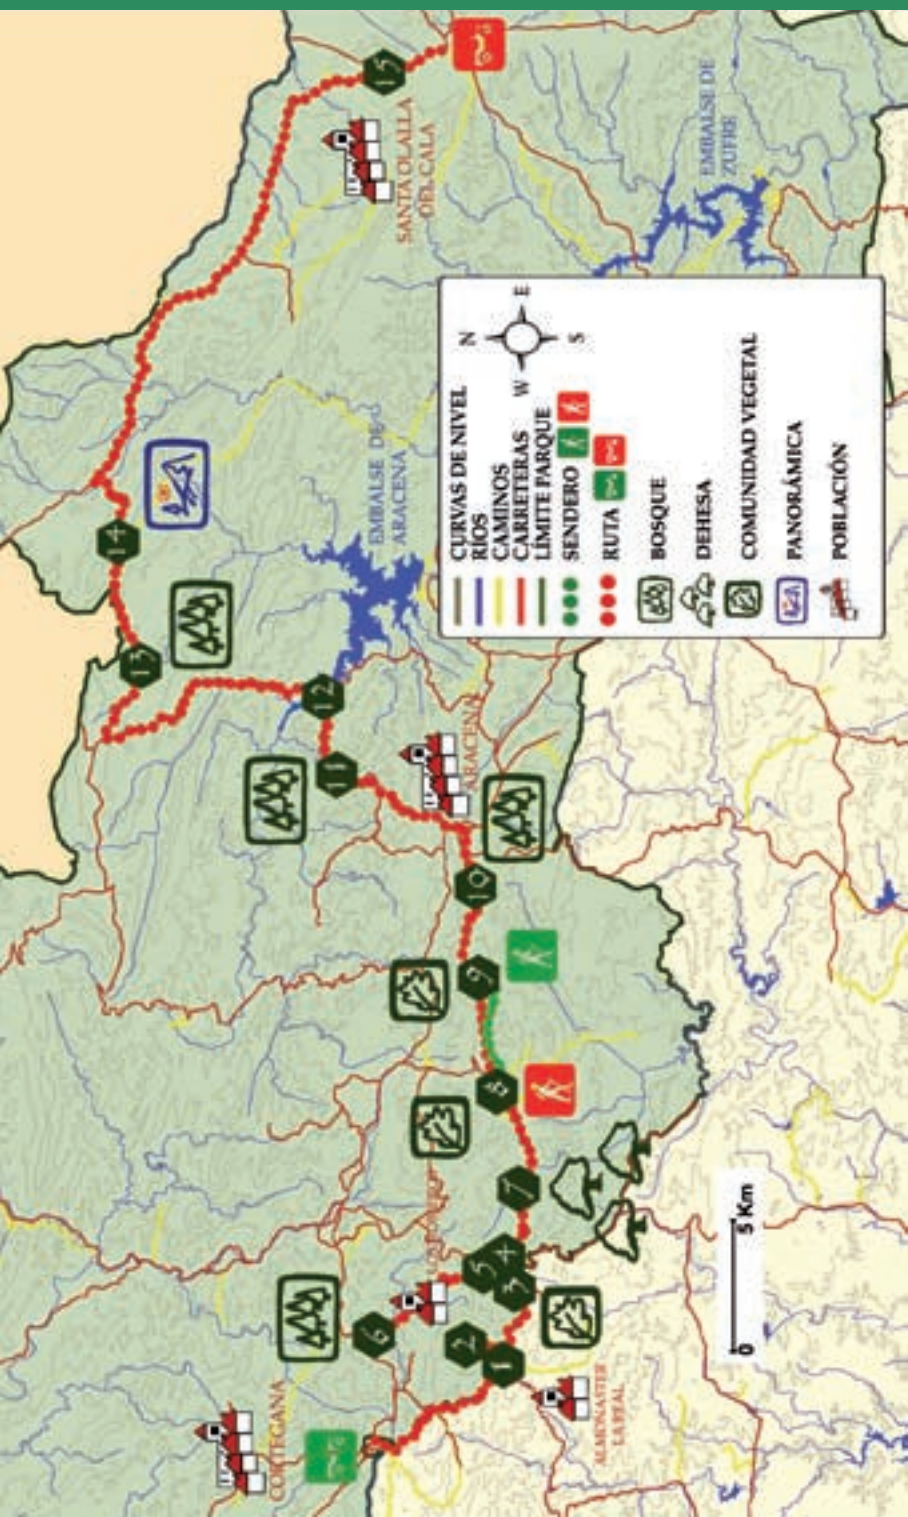 CORTEGANA
ALMONASTER
LA REAL
ARACENA
EMBALSE DE
ARACENA
SANTA OLALLA
DEL CALA
EMBALSE DE
ZUFRE
1
2
3
4
5
6
7
8
9
10
11
12
13
14
15
0
5 Km
CURVAS DE NIVEL
RÍOS
CAMINOS
CARRETERAS
LÍMITE PARQUE
SENDERO
RUTA
BOSQUE
DEHESA
COMUNIDAD VEGETAL
PANORÁMICA
POBLACIÓN
N
W
E
S